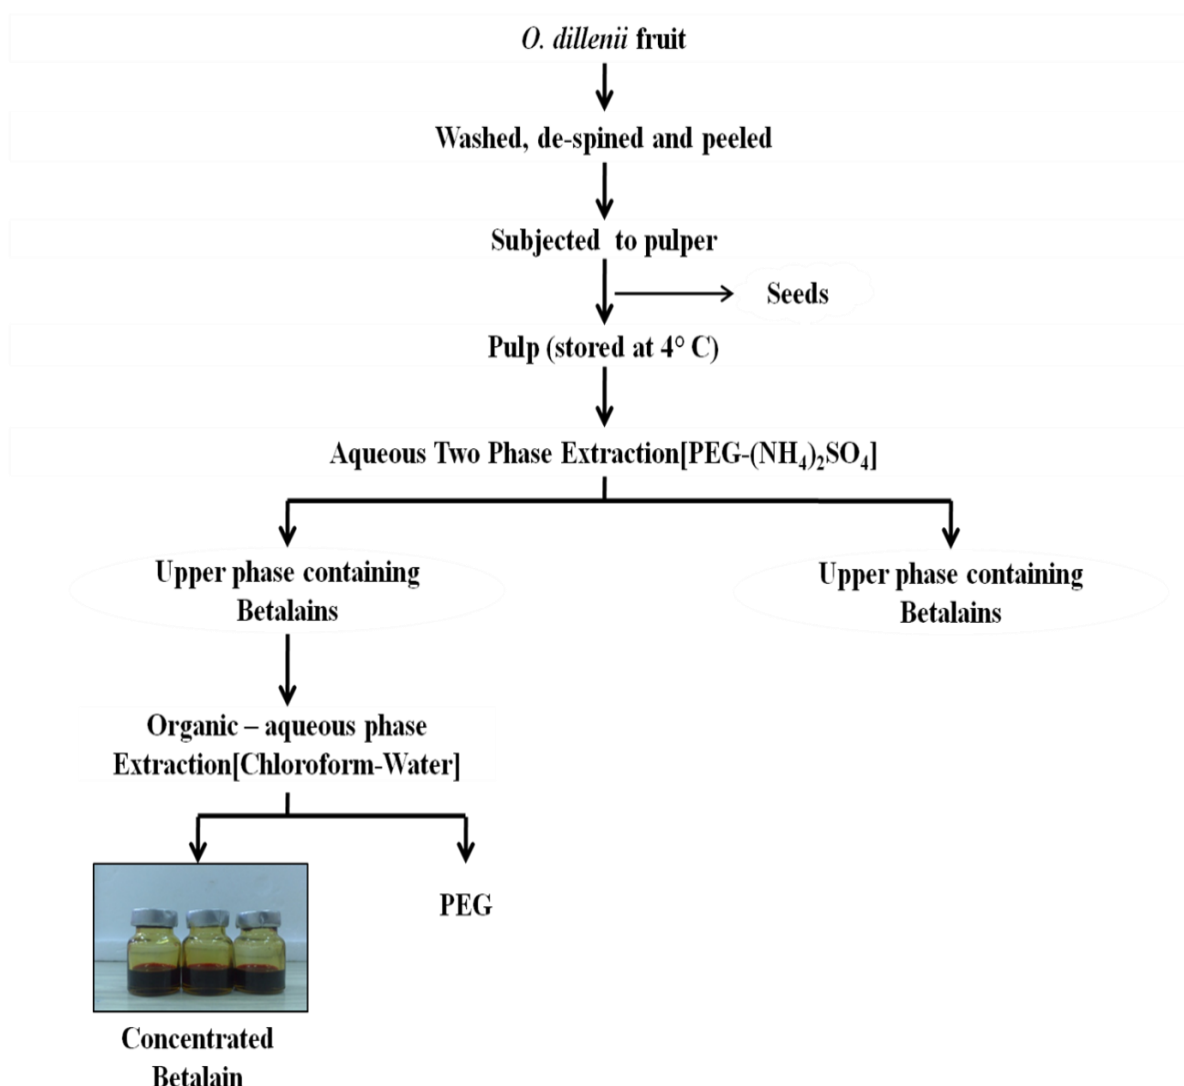 O. dillenii fruit
Washed, de-spined and peeled
Subjected to pulper
Seeds
Pulp (stored at 4° C)
Aqueous Two Phase Extraction[PEG-(NH₄)₂SO₄]
Upper phase containing
Betalains
Upper phase containing
Betalains
Organic – aqueous phase
Extraction[Chloroform-Water]
PEG
Concentrated
Betalain